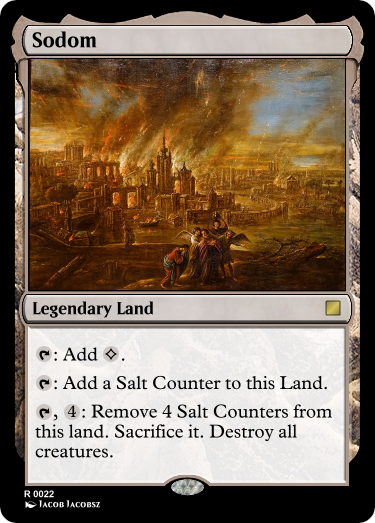 Sodom
Legendary Land
: Add .
: Add a Salt Counter to this Land.
, 4: Remove 4 Salt Counters from
this land. Sacrifice it. Destroy all
creatures.
R 0022
Jacob Jacobsz